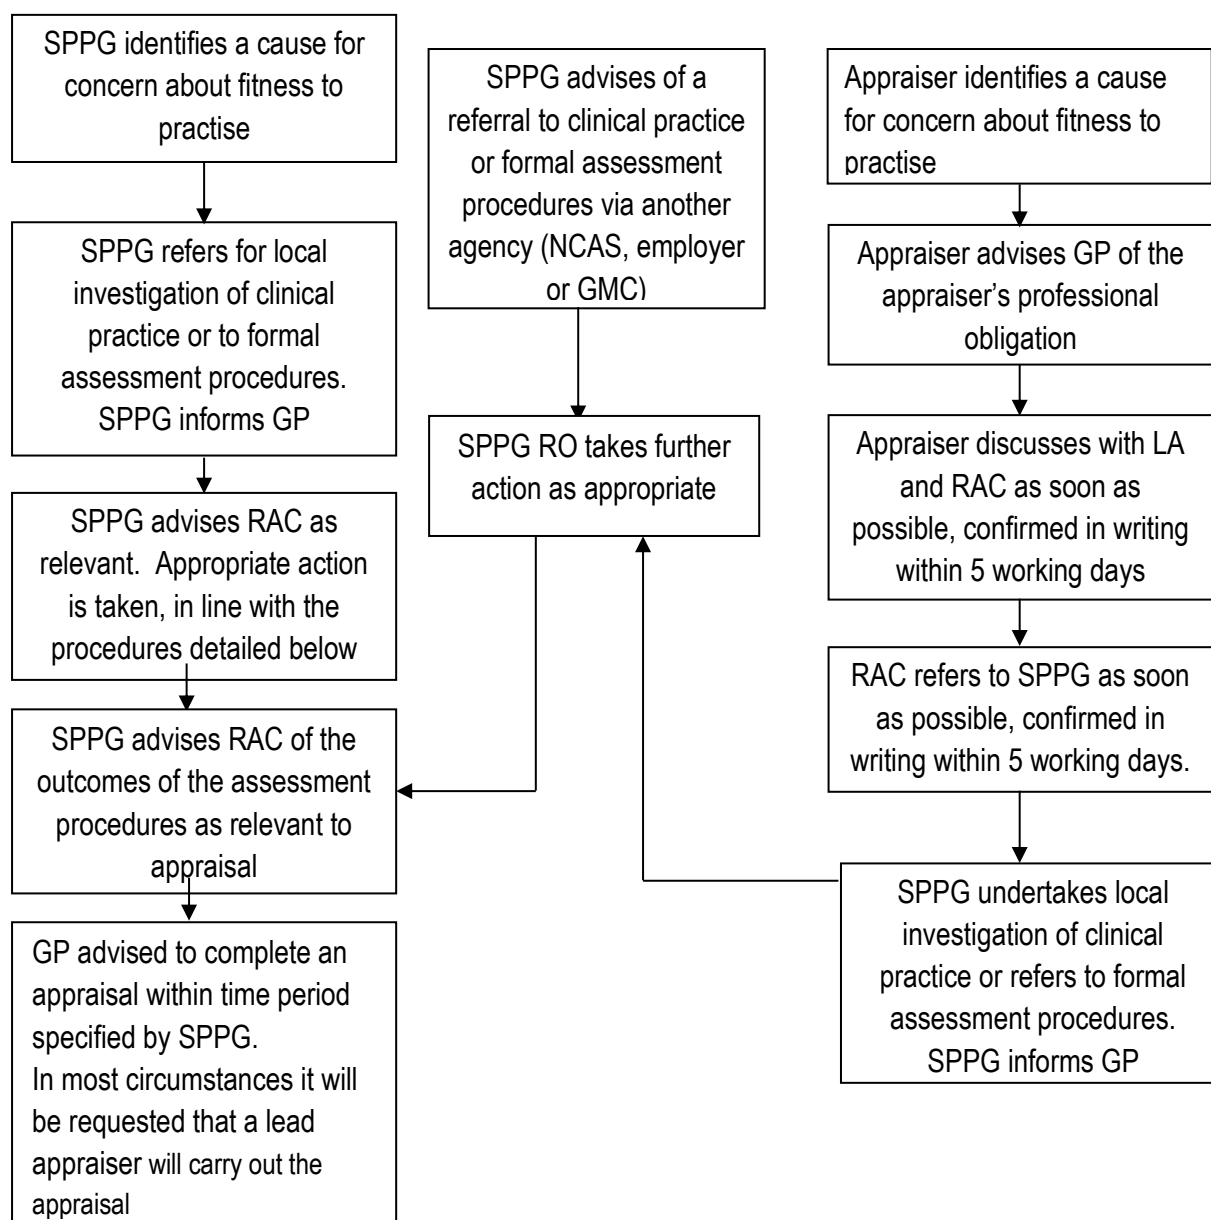 SPPG identifies a cause for
concern about fitness to
practise
SPPG refers for local
investigation of clinical
practice or to formal
assessment procedures.
SPPG informs GP
SPPG advises RAC as
relevant.  Appropriate action
is taken, in line with the
procedures detailed below
SPPG advises RAC of the
outcomes of the assessment
procedures as relevant to
appraisal
GP advised to complete an
appraisal within time period
specified by SPPG.
In most circumstances it will
be requested that a lead
appraiser will carry out the
appraisal
SPPG advises of a
referral to clinical practice
or formal assessment
procedures via another
agency (NCAS, employer
or GMC)
SPPG RO takes further
action as appropriate
Appraiser identifies a cause
for concern about fitness to
practise
Appraiser advises GP of the
appraiser’s professional
obligation
Appraiser discusses with LA
and RAC as soon as
possible, confirmed in writing
within 5 working days
RAC refers to SPPG as soon
as possible, confirmed in
writing within 5 working days.
SPPG undertakes local
investigation of clinical
practice or refers to formal
assessment procedures.
SPPG informs GP